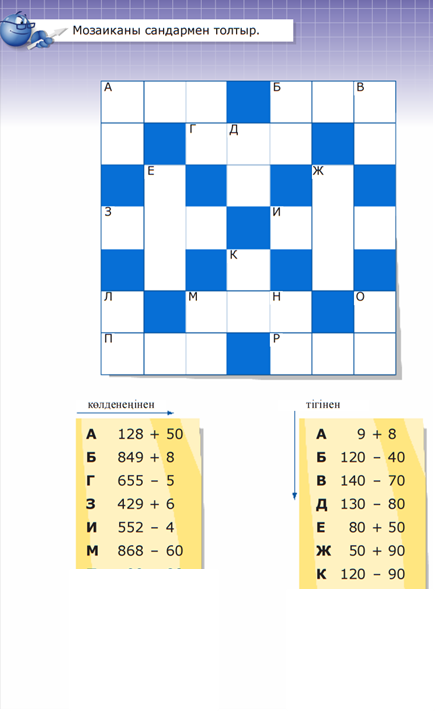 Мозаиканы сандармен толтыр.
А Б В
Г Д
Е Ж
З И
К
Л М Н О
П Р
көлденеңінен
А 128 + 50
Б 849 + 8
Г 655 – 5
З 429 + 6
И 552 – 4
М 868 – 60
тігінен
А 9 + 8
Б 120 – 40
В 140 – 70
Д 130 – 80
Е 80 + 50
Ж 50 + 90
К 120 – 90